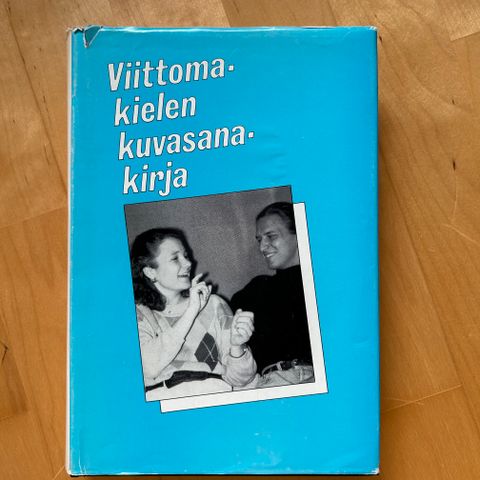 Viittoma-
kielen
kuvasana-
kirja